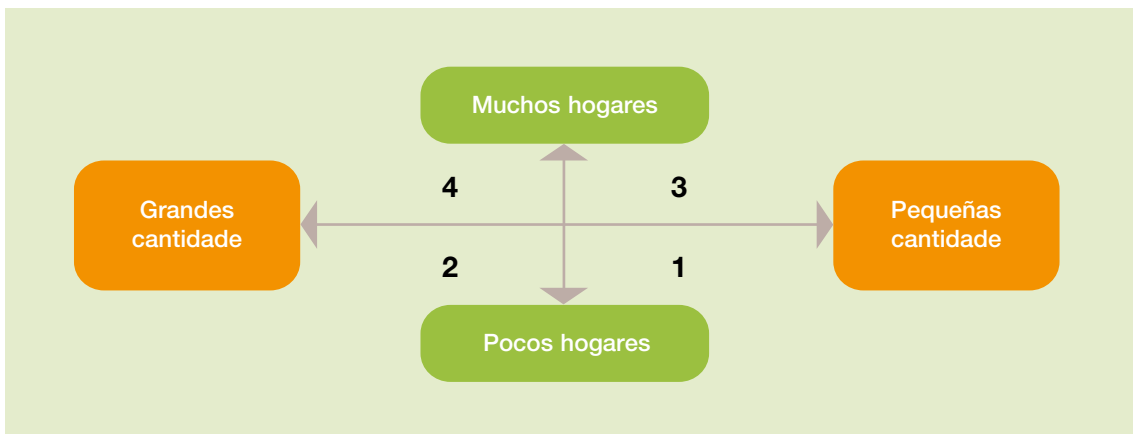 Muchos hogares
4
3
Grandes
cantidade
Pequeñas
cantidade
2
1
Pocos hogares